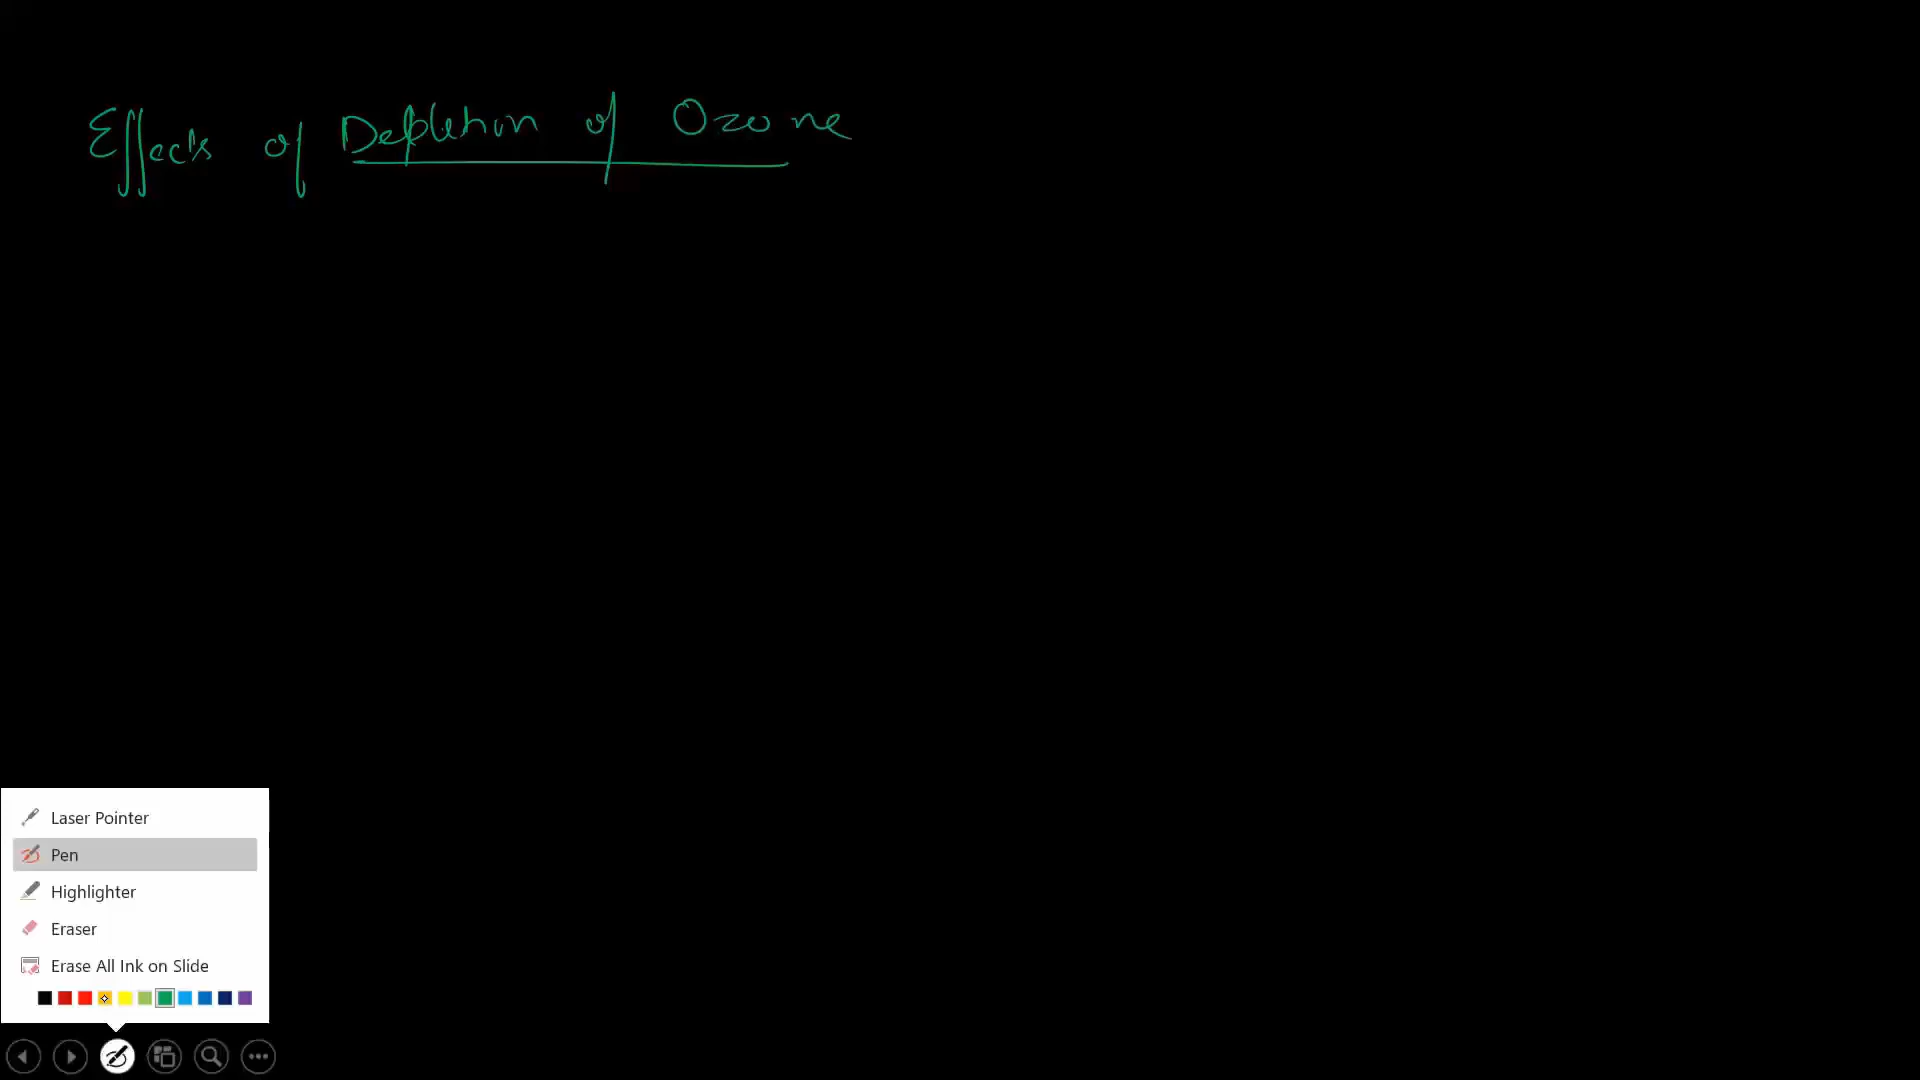 Effects of Depletion of Ozone
Laser Pointer
Pen
Highlighter
Eraser
Erase All Ink on Slide